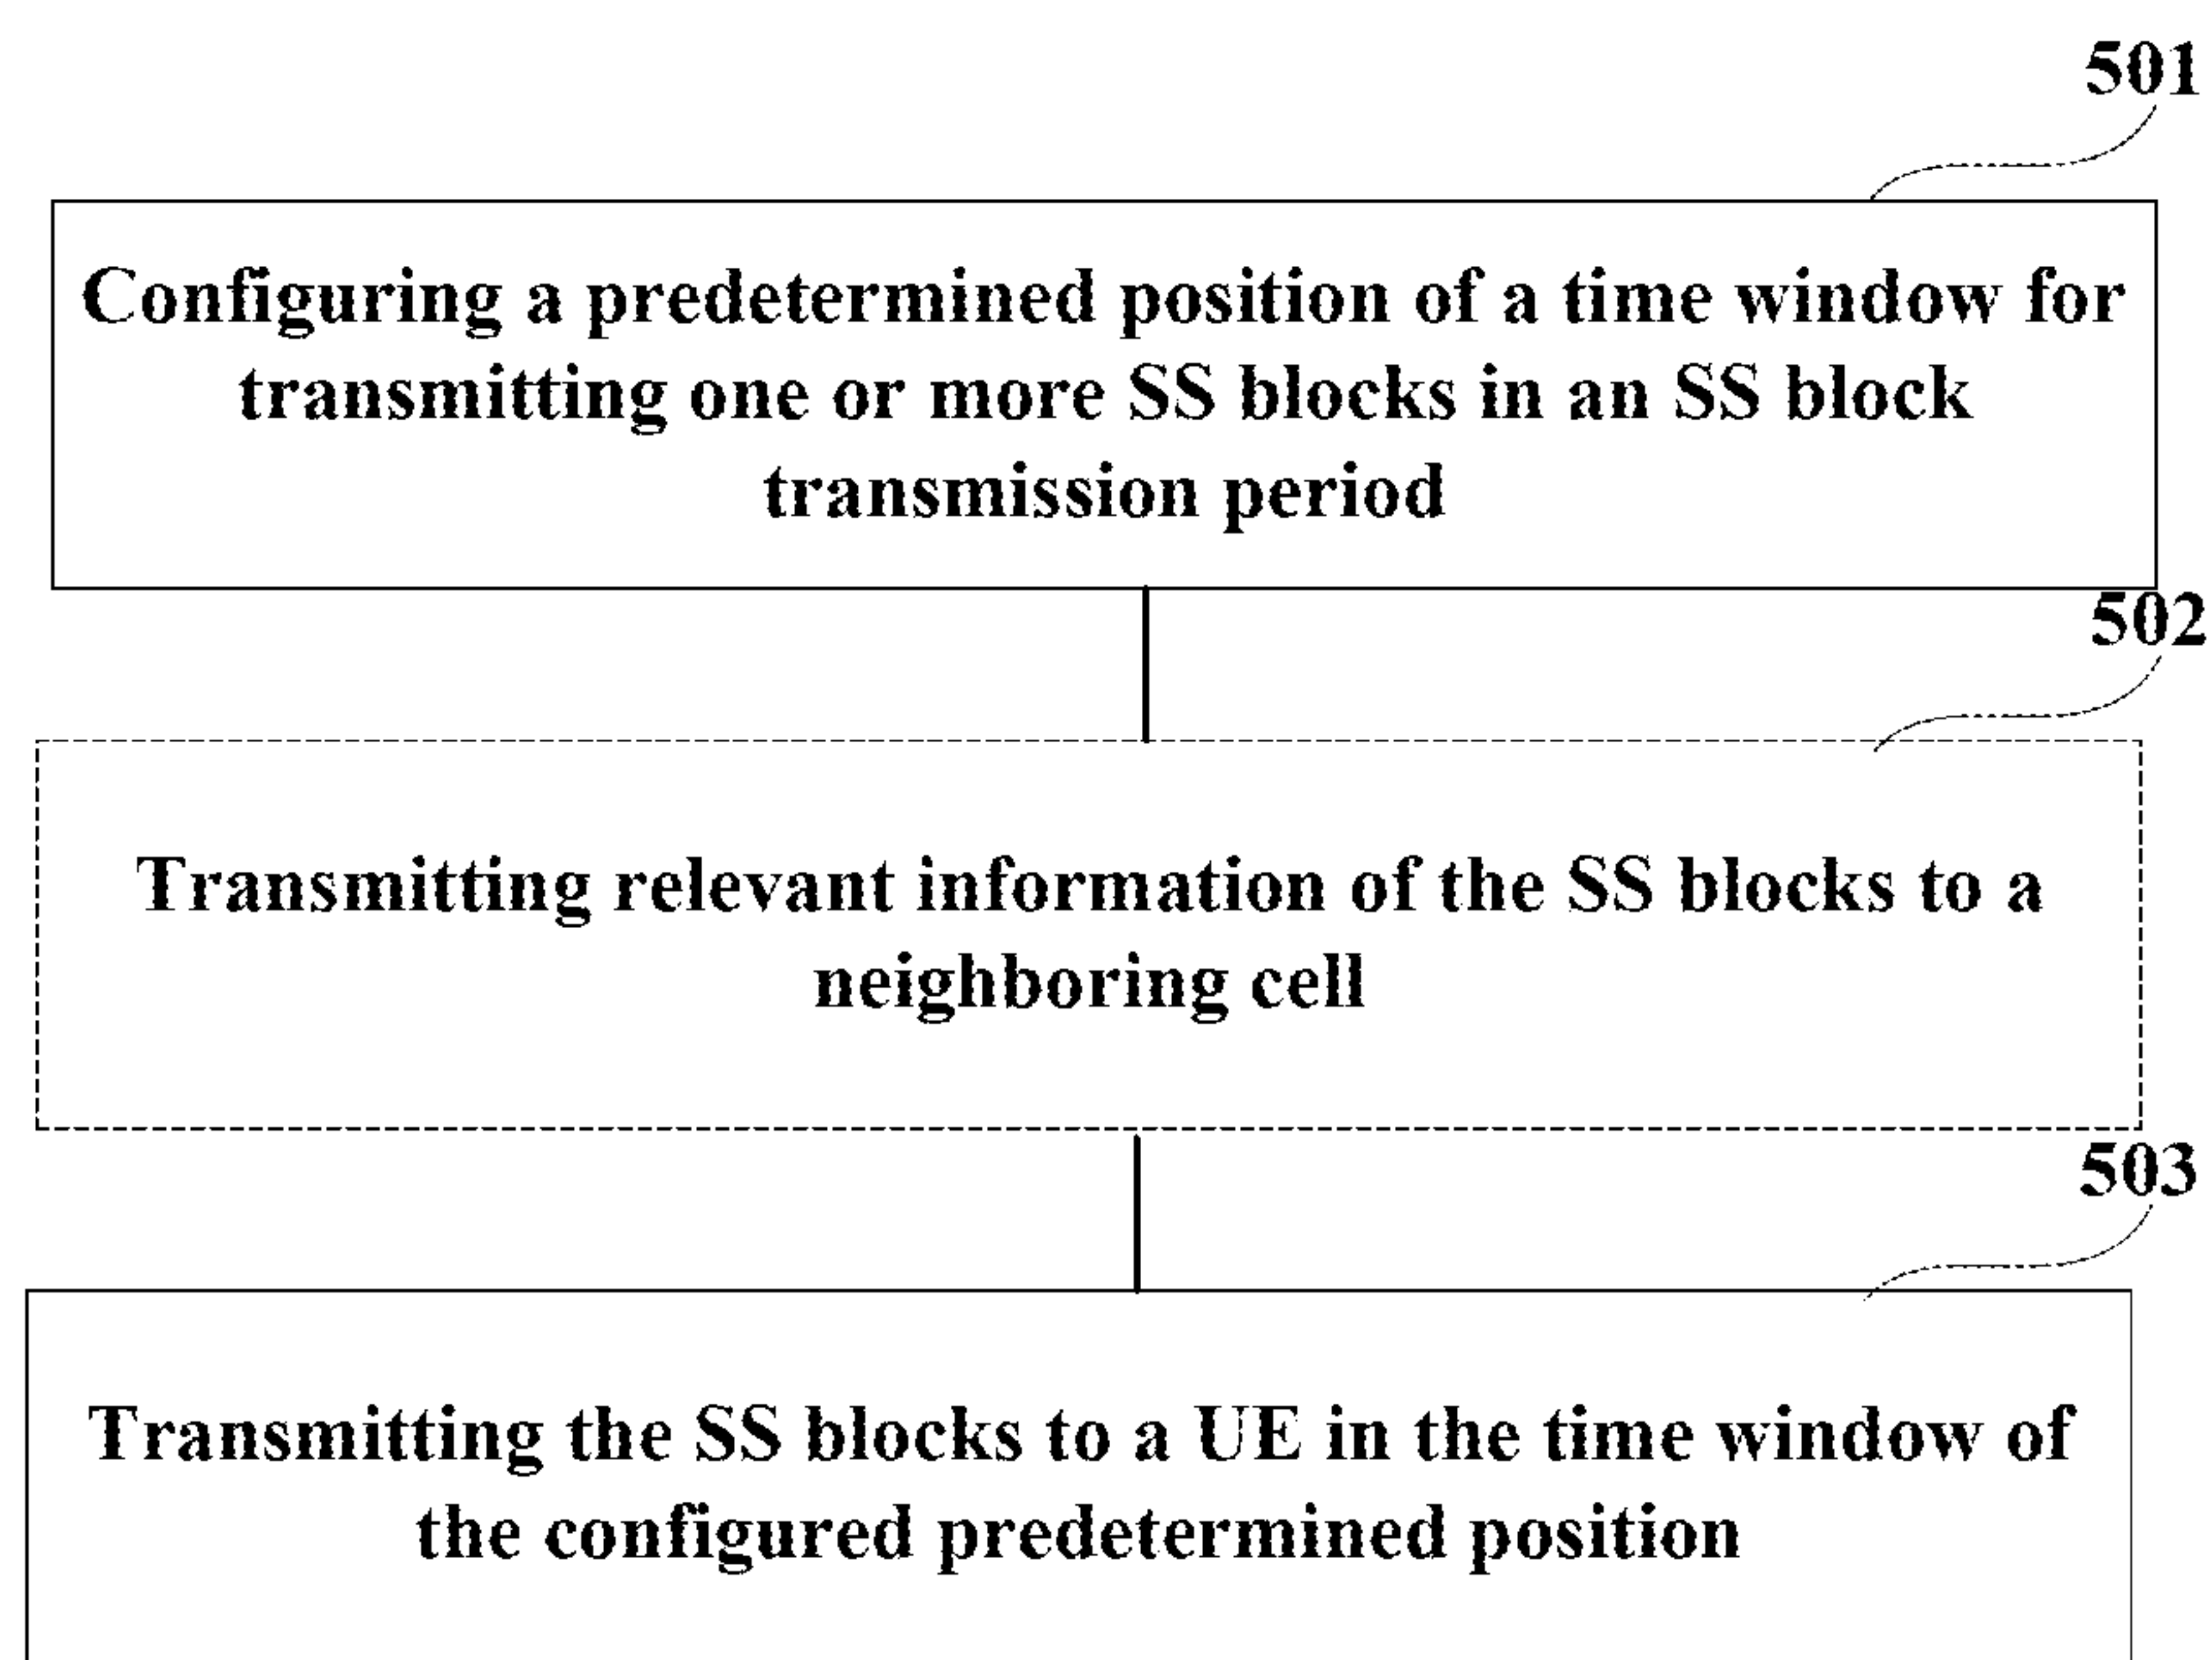 501
Configuring a predetermined position of a time window for
transmitting one or more SS blocks in an SS block
transmission period
502
Transmitting relevant information of the SS blocks to a
neighboring cell
503
Transmitting the SS blocks to a UE in the time window of
the configured predetermined position